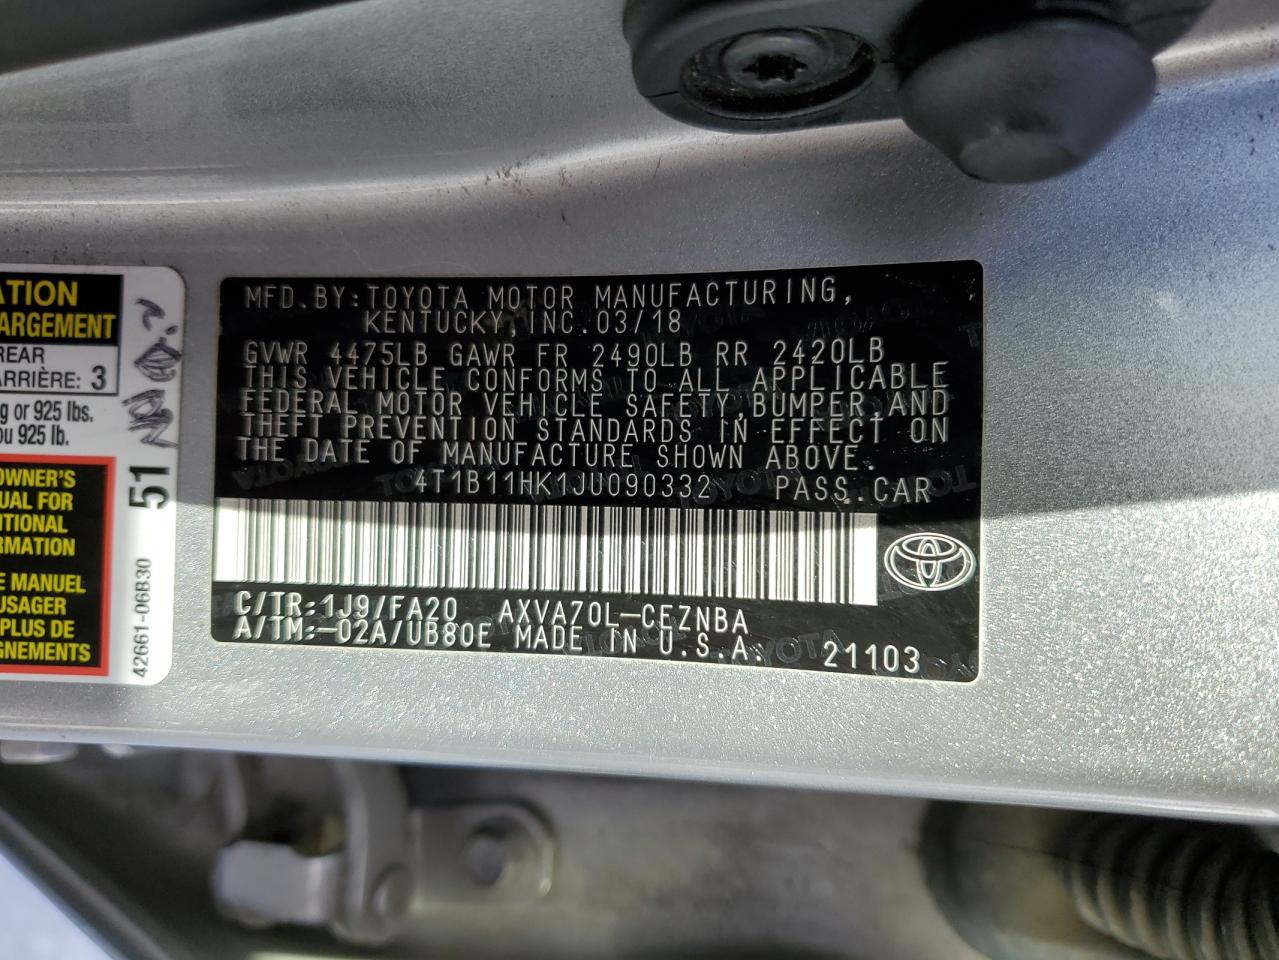 ATION
ARGEMENT
REAR
ARRIÈRE: 3
g or 925 lbs.
ou 925 lb.
OWNER'S
UAL FOR
ITIONAL
RMATION
E MANUEL
USAGER
PLUS DE
GNEMENTS
51
42661-06B30
MFD. BY: TOYOTA MOTOR MANUFACTURING,
KENTUCKY, INC. 03/18
GVWR 4475LB GAWR FR 2490LB RR 2420LB
THIS VEHICLE CONFORMS TO ALL APPLICABLE
FEDERAL MOTOR VEHICLE SAFETY, BUMPER, AND
THEFT PREVENTION STANDARDS IN EFFECT ON
THE DATE OF MANUFACTURE SHOWN ABOVE.
4T1B11HK1JU090332 PASS. CAR
C/TR: 1J9/FA20 AXVA70L-CEZNBA
A/TM: -02A/UB80E MADE IN U.S.A. 21103